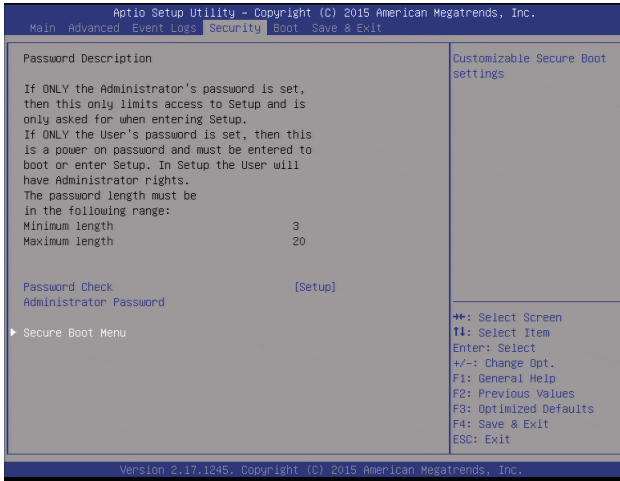 Aptio Setup Utility – Copyright (C) 2015 American Megatrends, Inc.
Main Advanced Event Logs Security Boot Save & Exit
Password Description
If ONLY the Administrator's password is set,
then this only limits access to Setup and is
only asked for when entering Setup.
If ONLY the User's password is set, then this
is a power on password and must be entered to
boot or enter Setup. In Setup the User will
have Administrator rights.
The password length must be
in the following range:
Minimum length 3
Maximum length 20
Password Check [Setup]
Administrator Password
▶ Secure Boot Menu
Customizable Secure Boot
settings
→←: Select Screen
↑↓: Select Item
Enter: Select
+/-: Change Opt.
F1: General Help
F2: Previous Values
F3: Optimized Defaults
F4: Save & Exit
ESC: Exit
Version 2.17.1245. Copyright (C) 2015 American Megatrends, Inc.